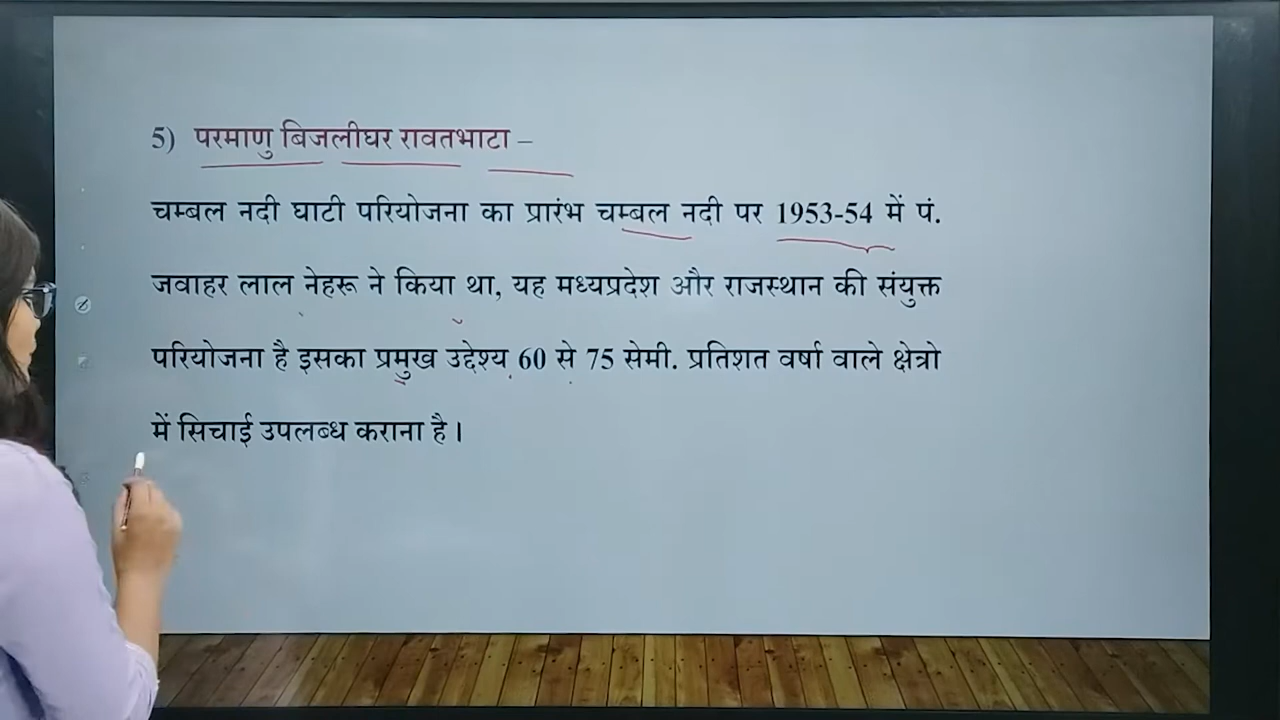 5) परमाणु बिजलीघर रावतभाटा –
चम्बल नदी घाटी परियोजना का प्रारंभ चम्बल नदी पर 1953-54 में पं.
जवाहर लाल नेहरू ने किया था, यह मध्यप्रदेश और राजस्थान की संयुक्त
परियोजना है इसका प्रमुख उद्देश्य 60 से 75 सेमी. प्रतिशत वर्षा वाले क्षेत्रो
में सिचाई उपलब्ध कराना है।